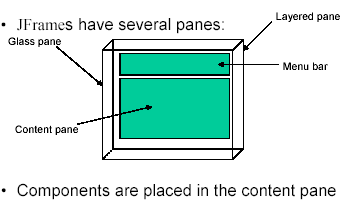 • JFrames have several panes:
Layered pane
Glass pane
Menu bar
Content pane
• Components are placed in the content pane